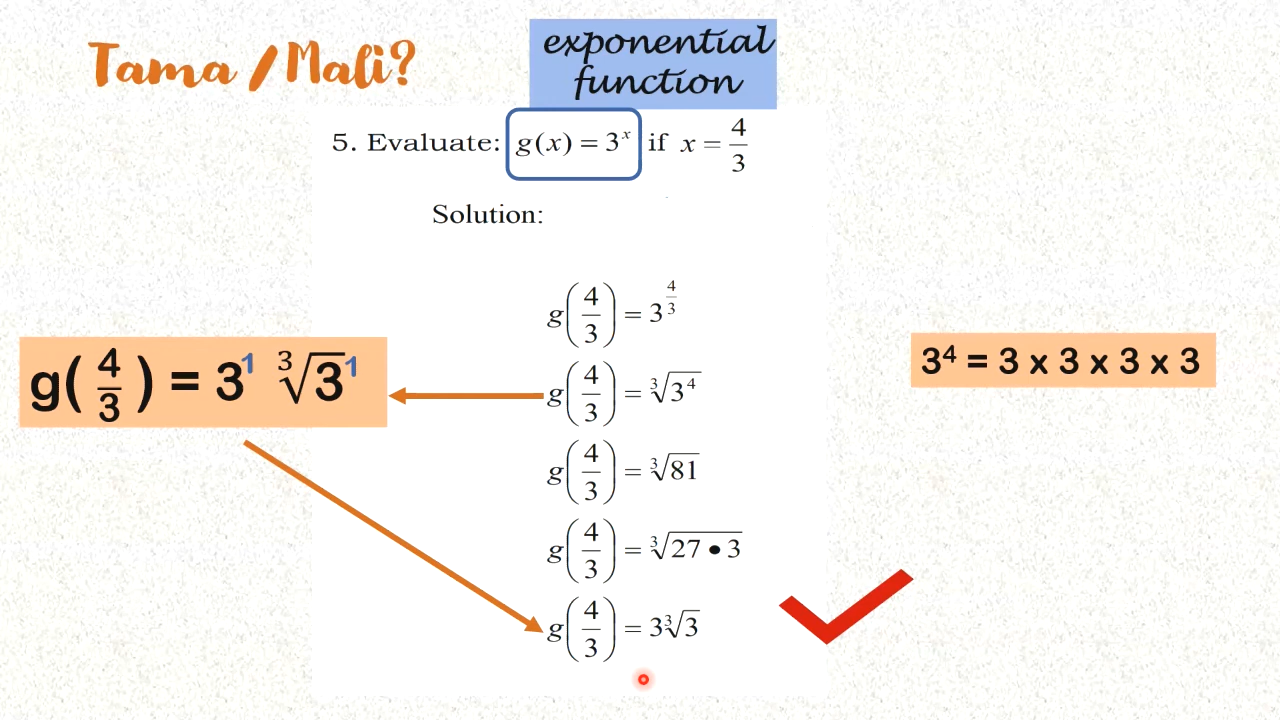 Tama / Mali?
exponential
function
5. Evaluate: g(x) = 3ˣ if x = 4/3
Solution:
g(4/3) = 3^(4/3)
g(4/3) = ∛3⁴
g(4/3) = ∛81
g(4/3) = ∛27 • 3
g(4/3) = 3∛3
g( 4/3 ) = 3¹ ∛3¹
3⁴ = 3 x 3 x 3 x 3